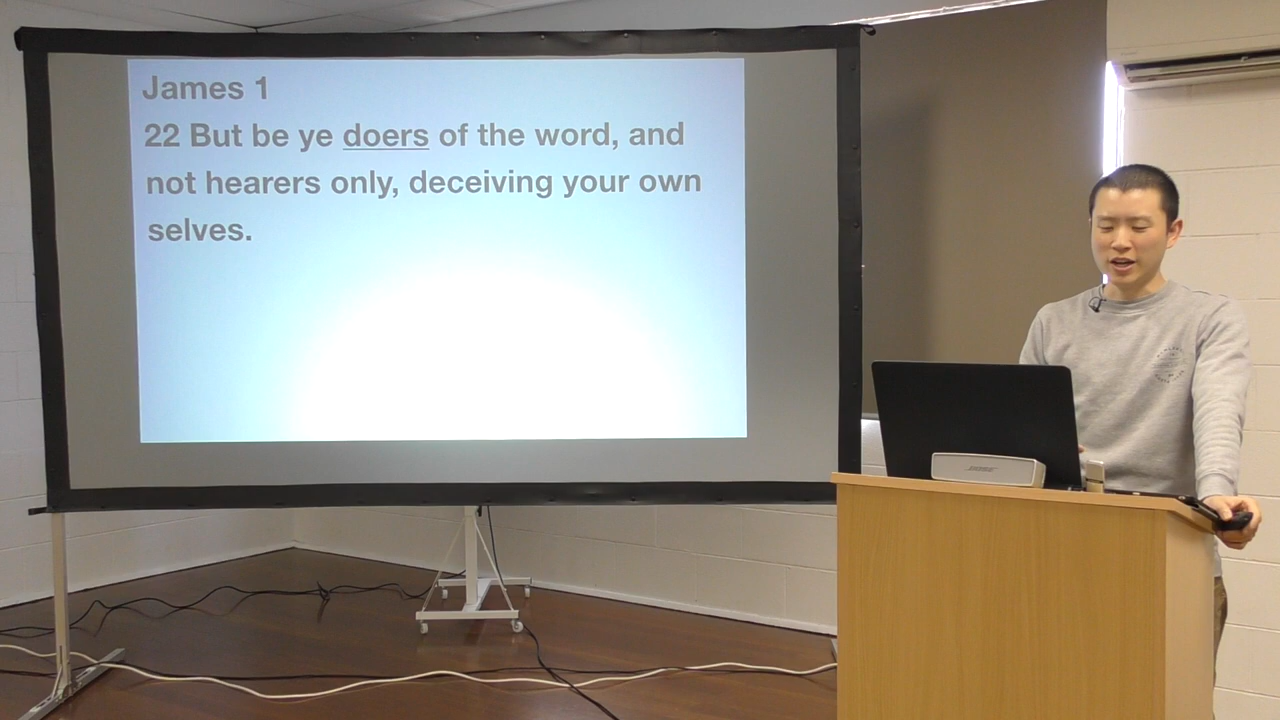 James 1
22 But be ye doers of the word, and
not hearers only, deceiving your own
selves.